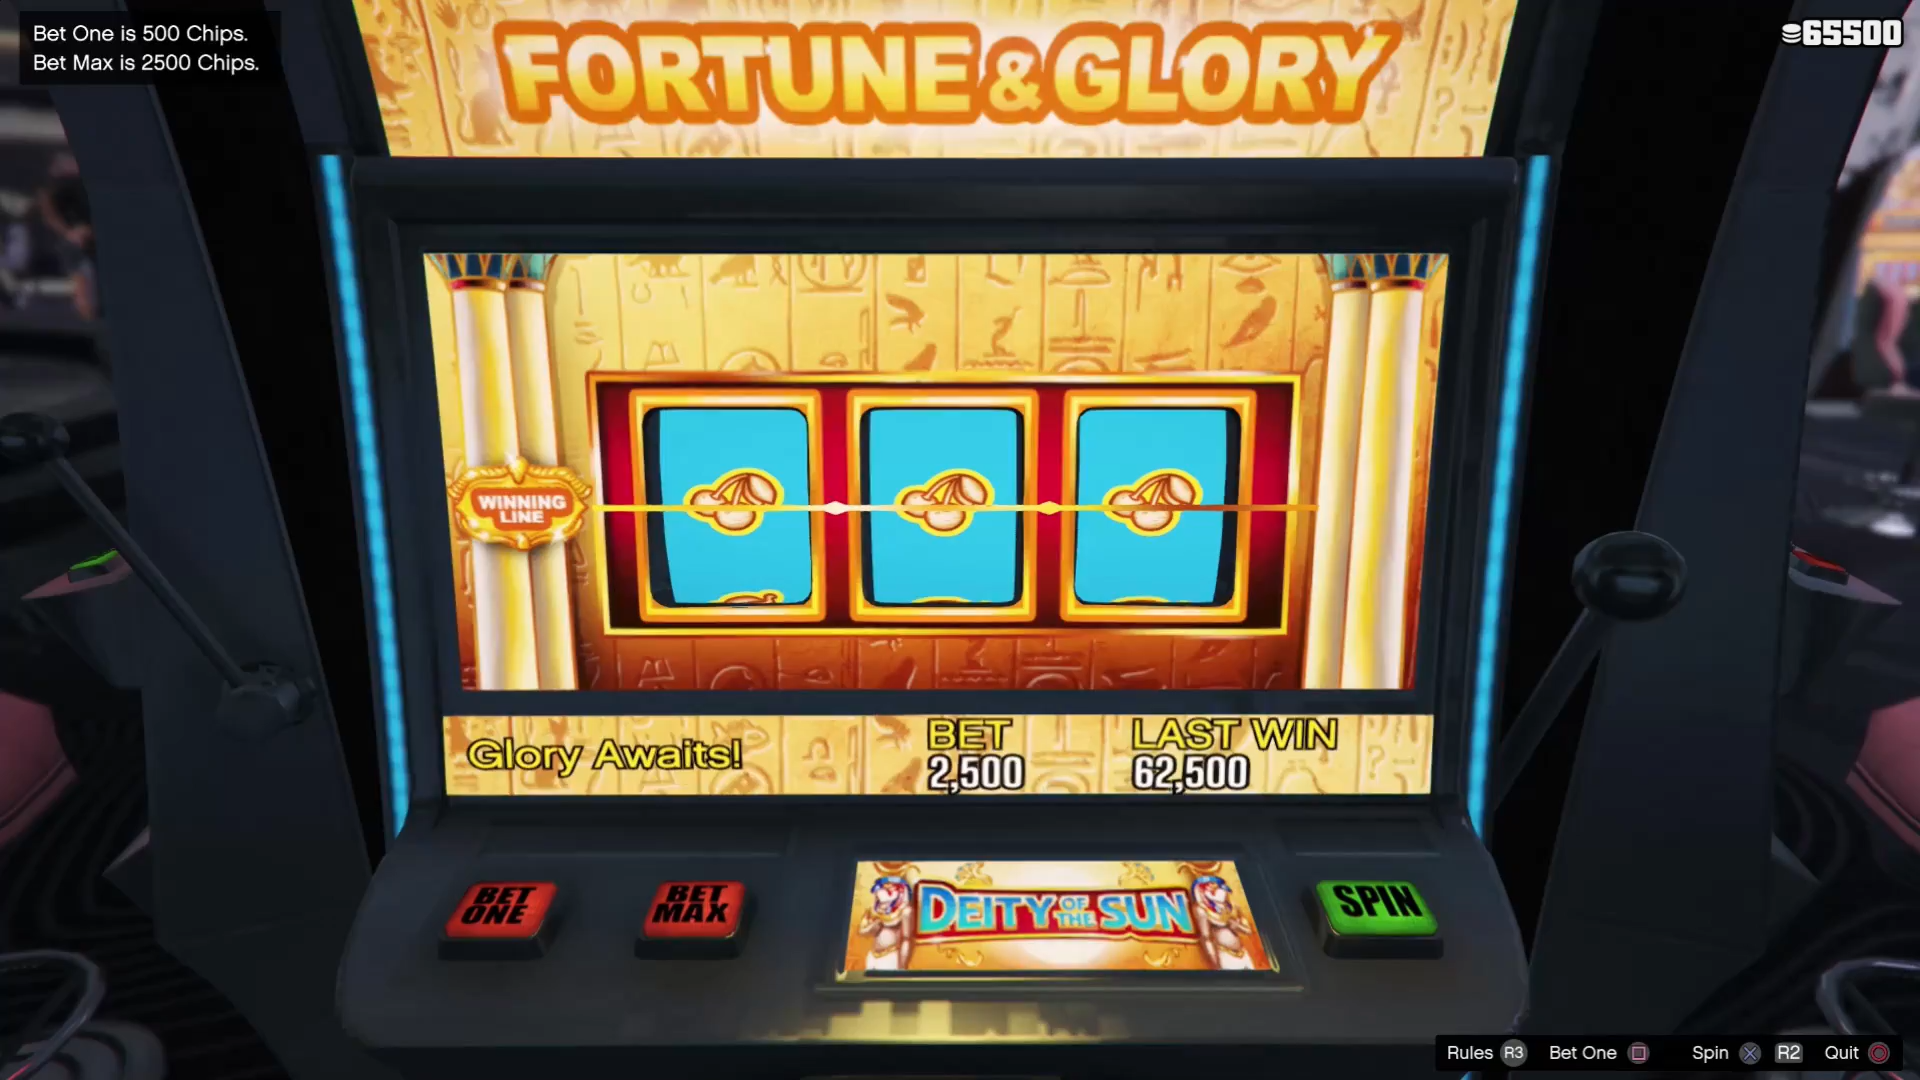 Bet One is 500 Chips.
Bet Max is 2500 Chips.
65500
FORTUNE & GLORY
WINNING
LINE
Glory Awaits!
BET
2,500
LAST WIN
62,500
BET
ONE
BET
MAX
DEITY OF THE SUN
SPIN
Rules R3 Bet One Spin R2 Quit